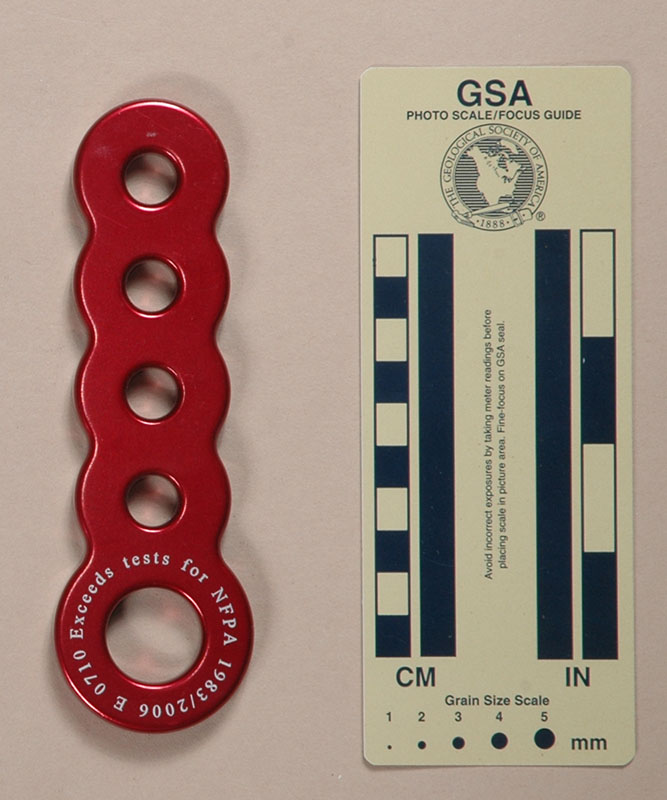 Exceeds tests for NFPA 1983/2006 E 0710
GSA
PHOTO SCALE/FOCUS GUIDE
THE GEOLOGICAL SOCIETY OF AMERICA
·1888·
®
Avoid incorrect exposures by taking meter readings before
placing scale in picture area. Fine-focus on GSA seal.
CM
IN
Grain Size Scale
1 2 3 4 5
mm